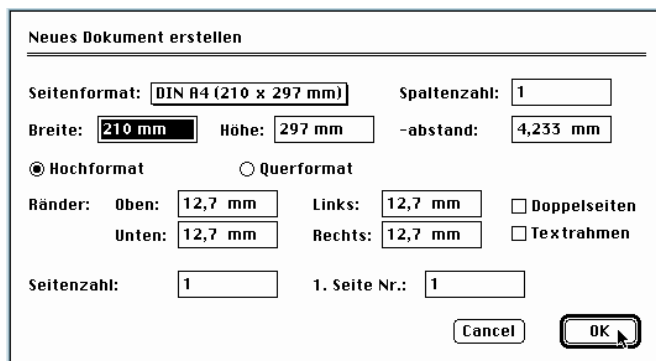 Neues Dokument erstellen
Seitenformat: DIN A4 (210 x 297 mm) Spaltenzahl: 1
Breite: 210 mm Höhe: 297 mm -abstand: 4,233 mm
Hochformat Querformat
Ränder: Oben: 12,7 mm Links: 12,7 mm Doppelseiten
Unten: 12,7 mm Rechts: 12,7 mm Textrahmen
Seitenzahl: 1 1. Seite Nr.: 1
Cancel OK